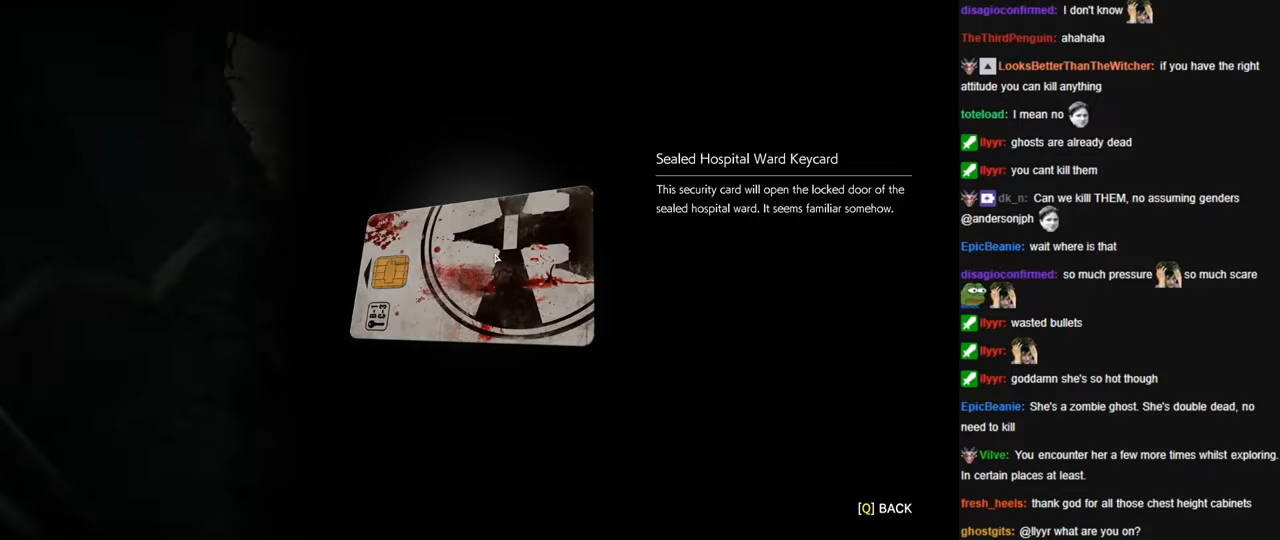 Sealed Hospital Ward Keycard
This security card will open the locked door of the
sealed hospital ward. It seems familiar somehow.
B-1
C-3
[Q] BACK
disagioconfirmed: I don't know
TheThirdPenguin: ahahaha
LooksBetterThanTheWitcher: if you have the right
attitude you can kill anything
toteload: I mean no
llyyr: ghosts are already dead
llyyr: you cant kill them
dk_n: Can we killl THEM, no assuming genders
@andersonjph
EpicBeanie: wait where is that
disagioconfirmed: so much pressure so much scare
llyyr: wasted bullets
llyyr:
llyyr: goddamn she's so hot though
EpicBeanie: She's a zombie ghost. She's double dead, no
need to kill
Vilve: You encounter her a few more times whilst exploring.
In certain places at least.
fresh_heels: thank god for all those chest height cabinets
ghostgits: @llyyr what are you on?